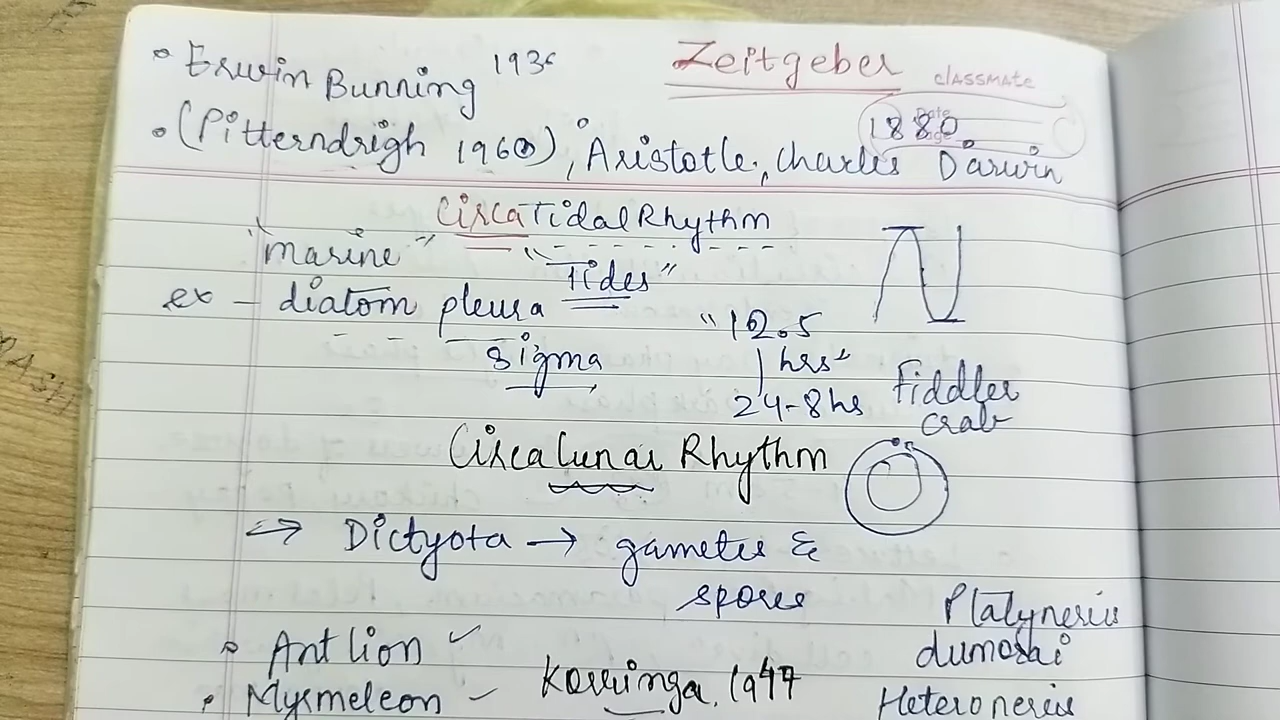 • Erwin Bunning 1936
Zeitgeber
classmate
Date
1880
• (Pitterndrigh 1960), Aristotle, Charles Darwin
CircaTidal Rhythm
"marine" "Tides"
ex - diatom pleura
sigma
"12.5
hrs"
24-8hs
Fiddler
crab
Circalunar Rhythm
⇒ Dictyota → gametes &
spores
Platynereis
dumerai
Ant lion ✓
Korringa, 1947
• Myrmeleon -
Heteronereis